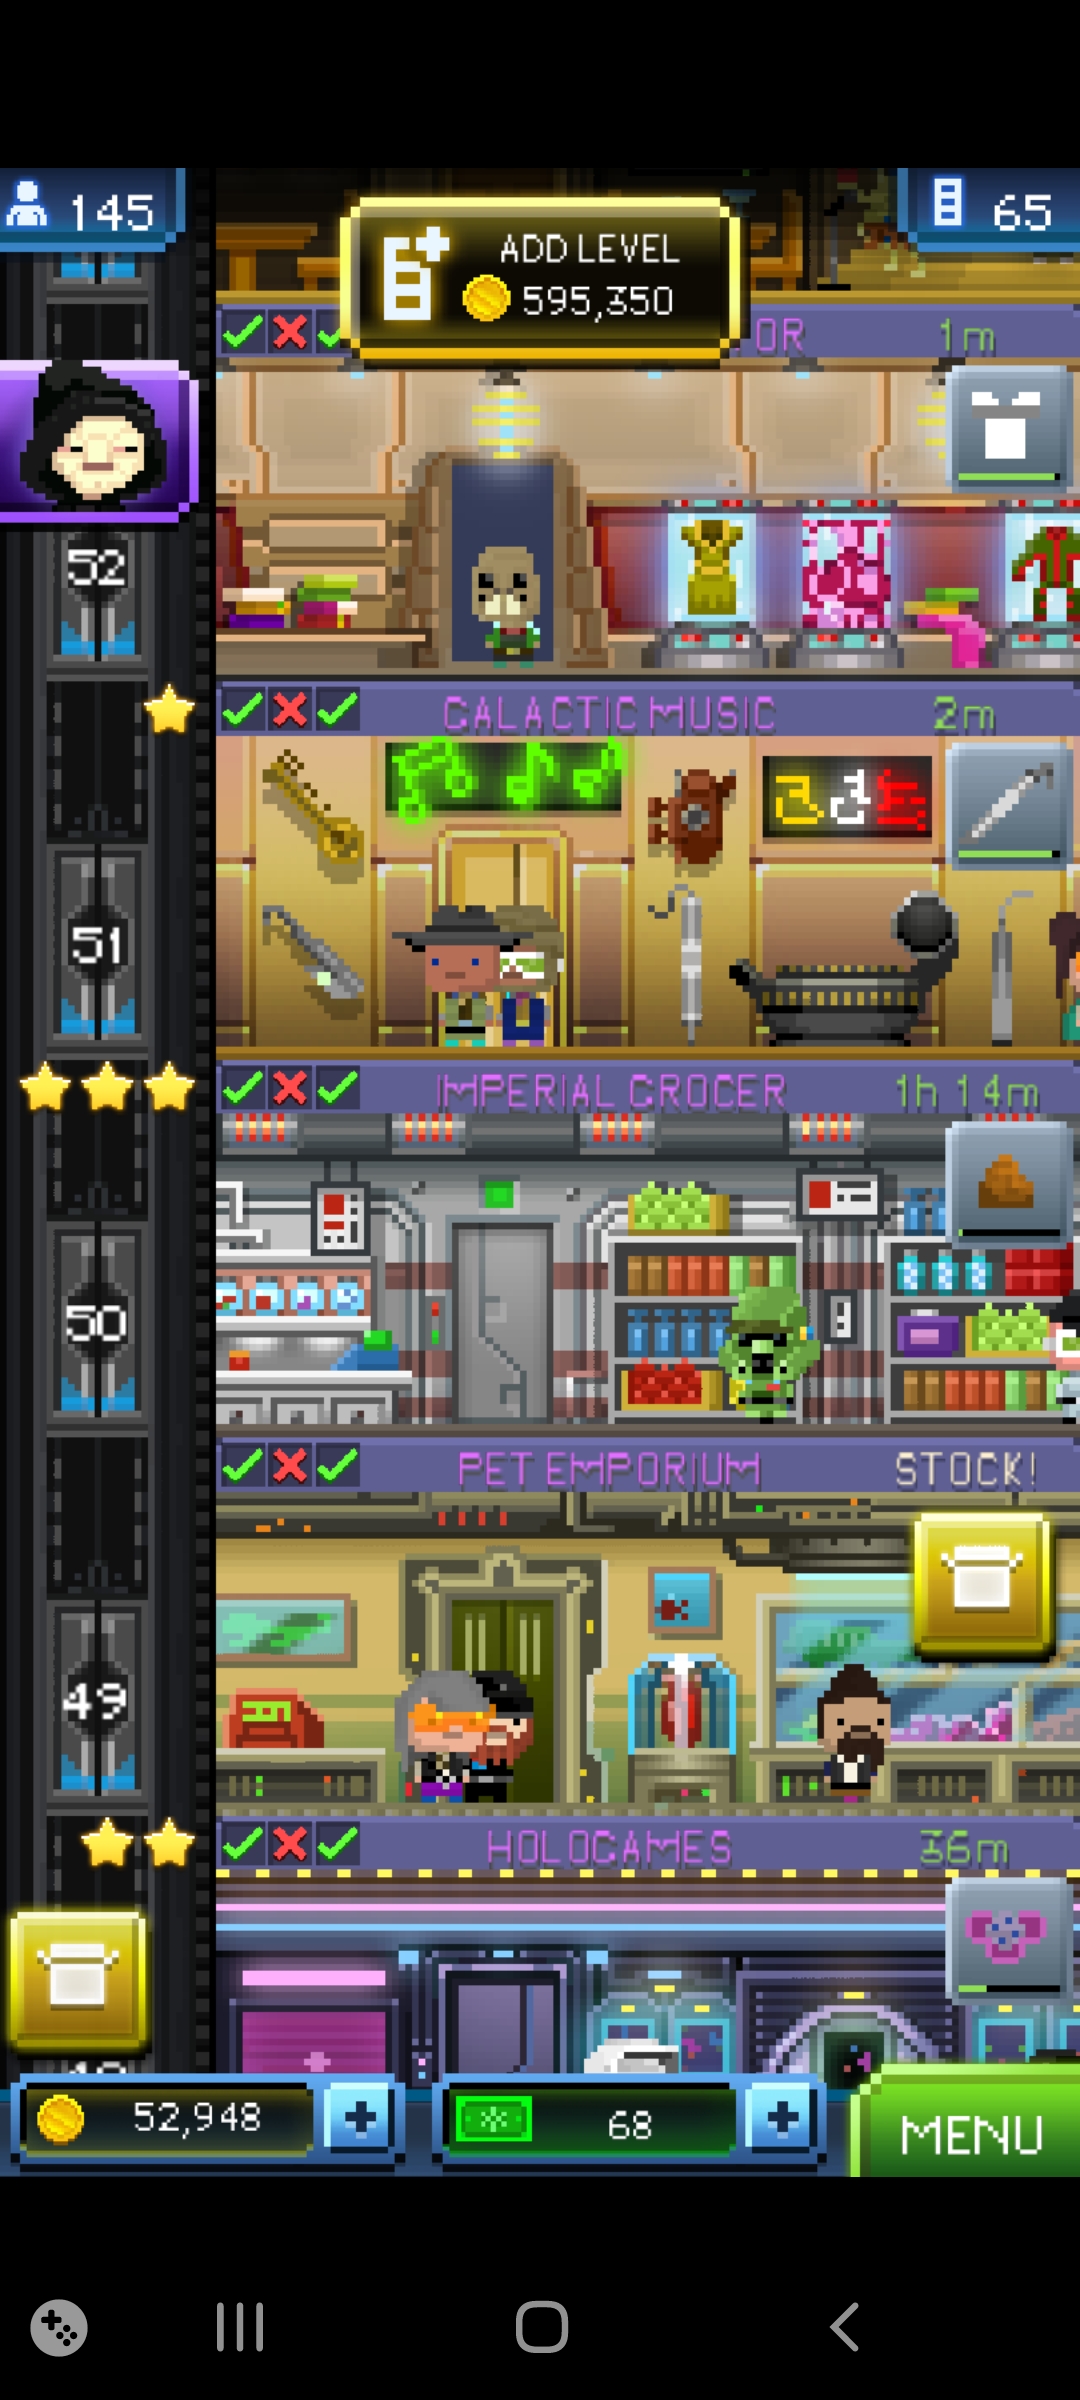 145
65
ADD LEVEL
595,350
OR
1m
52
GALACTIC MUSIC
2m
51
IMPERIAL GROCER
1h 14m
50
PET EMPORIUM
STOCK!
49
HOLOGAMES
36m
52,948
68
MENU